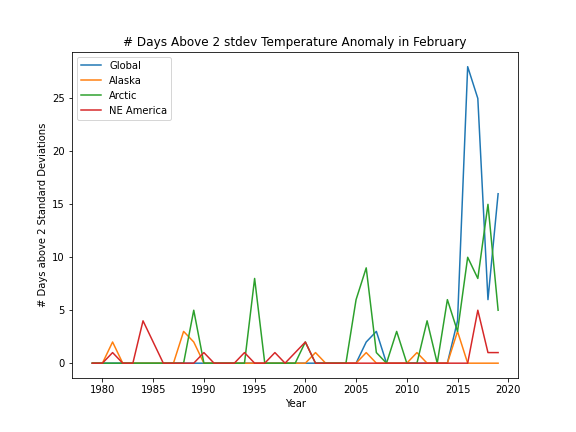 # Days Above 2 stdev Temperature Anomaly in February
Global
Alaska
Arctic
NE America
# Days above 2 Standard Deviations
25
20
15
10
5
0
1980 1985 1990 1995 2000 2005 2010 2015 2020
Year